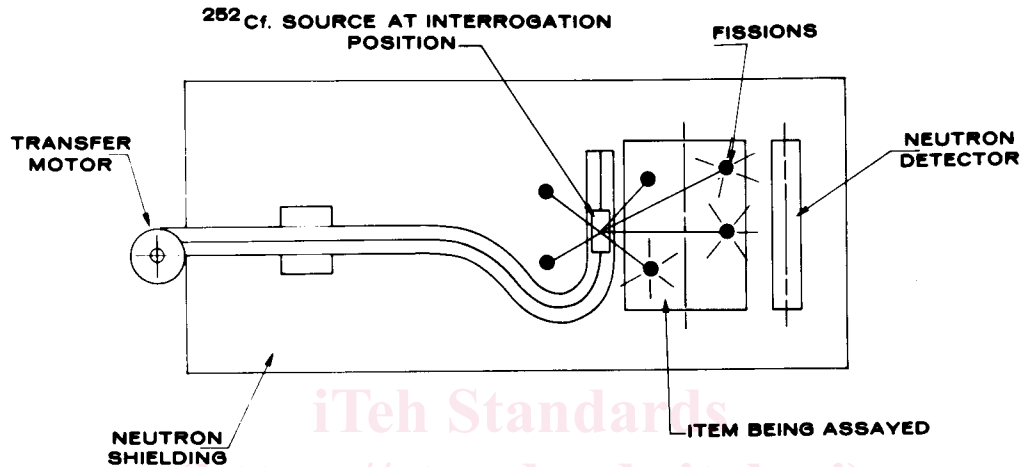 252Cf. SOURCE AT INTERROGATION
POSITION
FISSIONS
TRANSFER
MOTOR
NEUTRON
DETECTOR
iTeh Standards
ITEM BEING ASSAYED
NEUTRON
SHIELDING